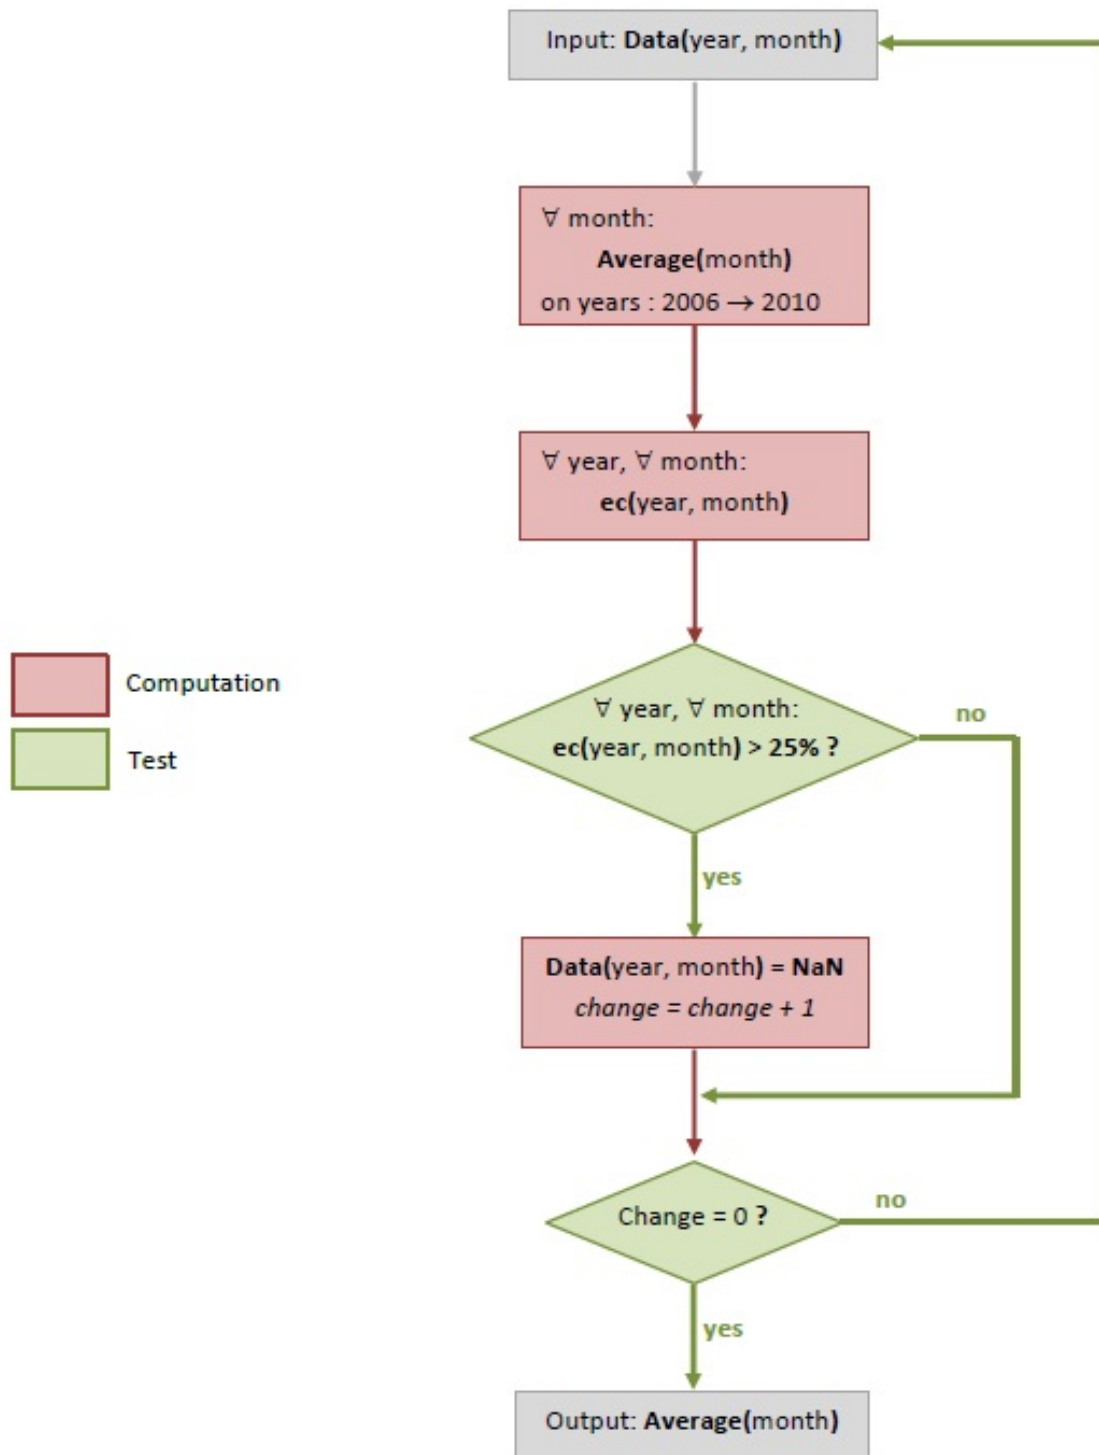 Input: Data(year, month)
∀ month:
Average(month)
on years : 2006 → 2010
∀ year, ∀ month:
ec(year, month)
Computation
Test
∀ year, ∀ month:
ec(year, month) > 25% ?
no
yes
Data(year, month) = NaN
change = change + 1
Change = 0 ?
no
yes
Output: Average(month)